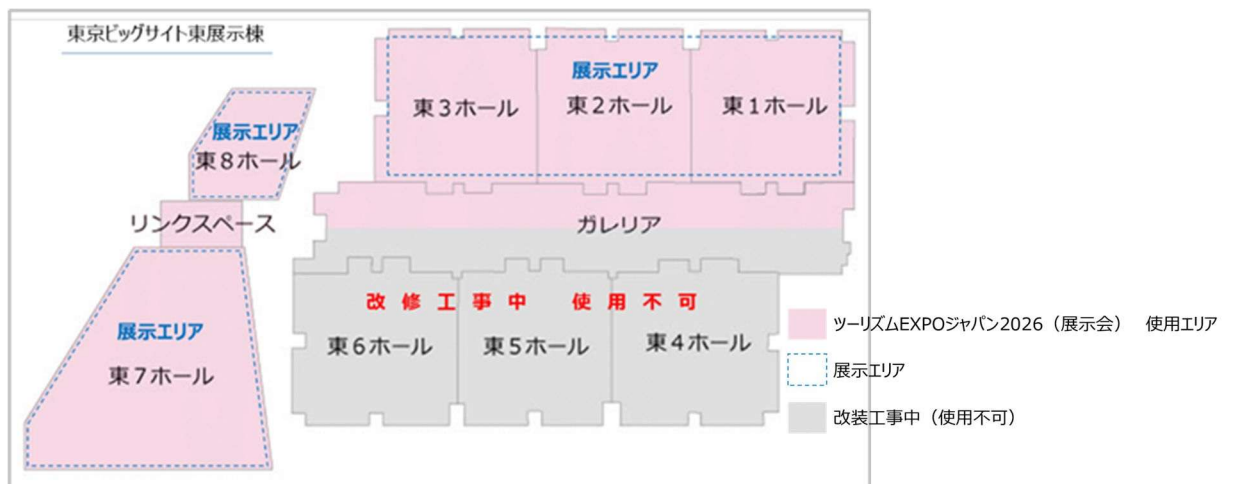 東京ビッグサイト東展示棟
展示エリア
東3ホール
東2ホール
東1ホール
展示エリア
東8ホール
リンクスペース
ガレリア
改修工事中 使用不可
東6ホール
東5ホール
東4ホール
展示エリア
東7ホール
ツーリズムEXPOジャパン2026（展示会） 使用エリア
展示エリア
改装工事中（使用不可）